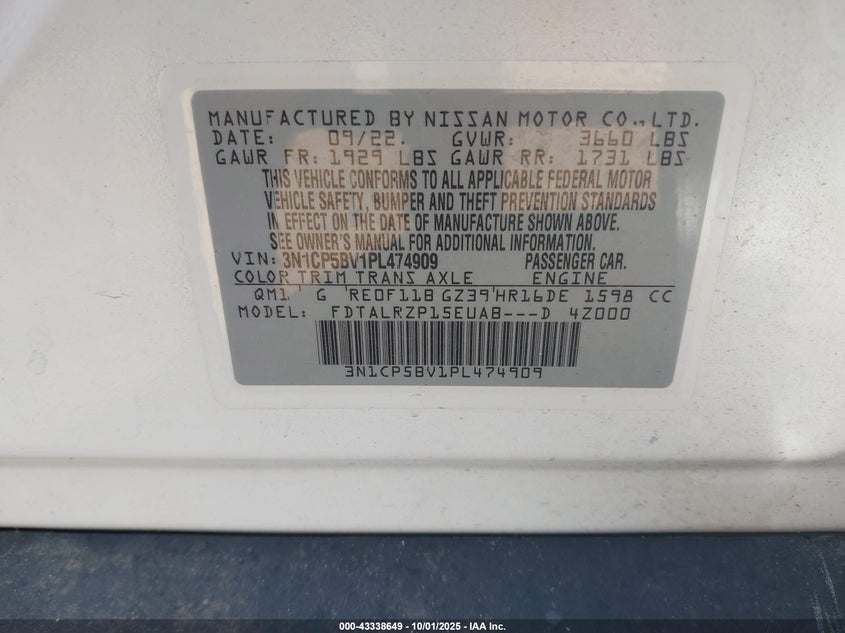 MANUFACTURED BY NISSAN MOTOR CO.,LTD.
DATE: 09/22. GVWR: 3660 LBS
GAWR FR: 1929 LBS GAWR RR: 1731 LBS
THIS VEHICLE CONFORMS TO ALL APPLICABLE FEDERAL MOTOR
VEHICLE SAFETY, BUMPER AND THEFT PREVENTION STANDARDS
IN EFFECT ON THE DATE OF MANUFACTURE SHOWN ABOVE.
SEE OWNER'S MANUAL FOR ADDITIONAL INFORMATION.
VIN: 3N1CP5BV1PL474909 PASSENGER CAR.
COLOR TRIM TRANS AXLE ENGINE
QM1 G RE0F11B GZ39 HR16DE 1598 CC
MODEL: FDTALRZP15EUAB---D 4Z000
3N1CP5BV1PL474909
000-43338649 - 10/01/2025 - IAA Inc.